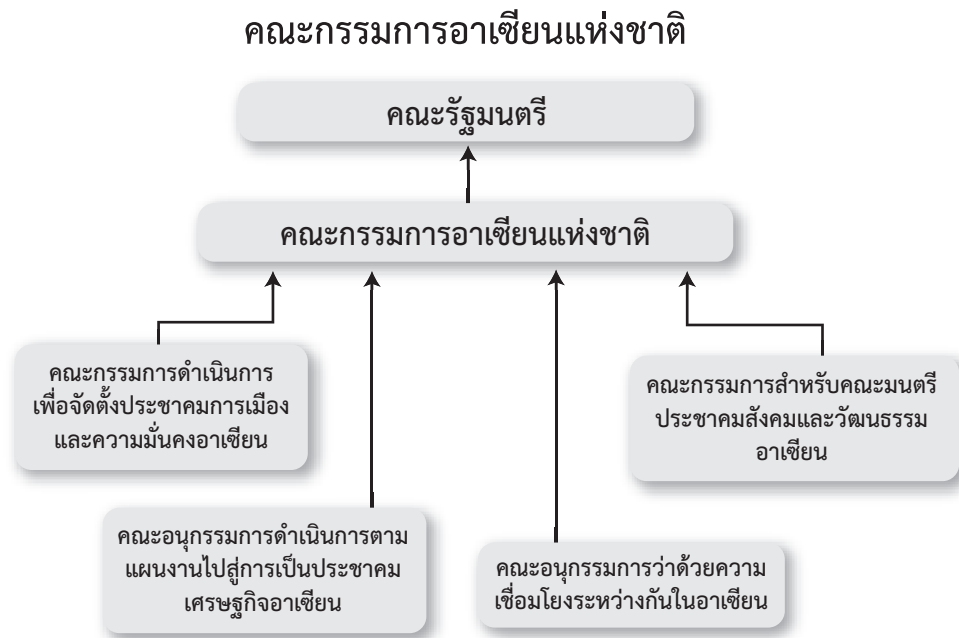 คณะกรรมการอาเซียนแห่งชาติ
คณะรัฐมนตรี
คณะกรรมการอาเซียนแห่งชาติ
คณะกรรมการดำเนินการ
เพื่อจัดตั้งประชาคมการเมือง
และความมั่นคงอาเซียน
คณะกรรมการสำหรับคณะมนตรี
ประชาคมสังคมและวัฒนธรรม
อาเซียน
คณะอนุกรรมการดำเนินการตาม
แผนงานไปสู่การเป็นประชาคม
เศรษฐกิจอาเซียน
คณะอนุกรรมการว่าด้วยความ
เชื่อมโยงระหว่างกันในอาเซียน